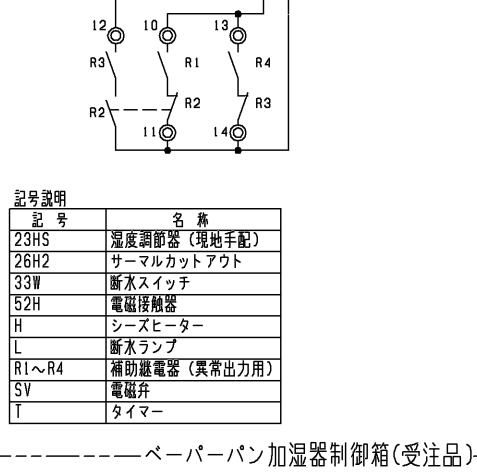 12 10 13
R3 R1 R4
R2 R2 R3
11 14
記号説明
記 号 名 称
23HS 湿度調節器 (現地手配)
26H2 サーマルカットアウト
33W 断水スイッチ
52H 電磁接触器
H シーズヒーター
L 断水ランプ
R1～R4 補助継電器 (異常出力用)
SV 電磁弁
T タイマー
ベーパーパン加湿器制御箱(受注品)